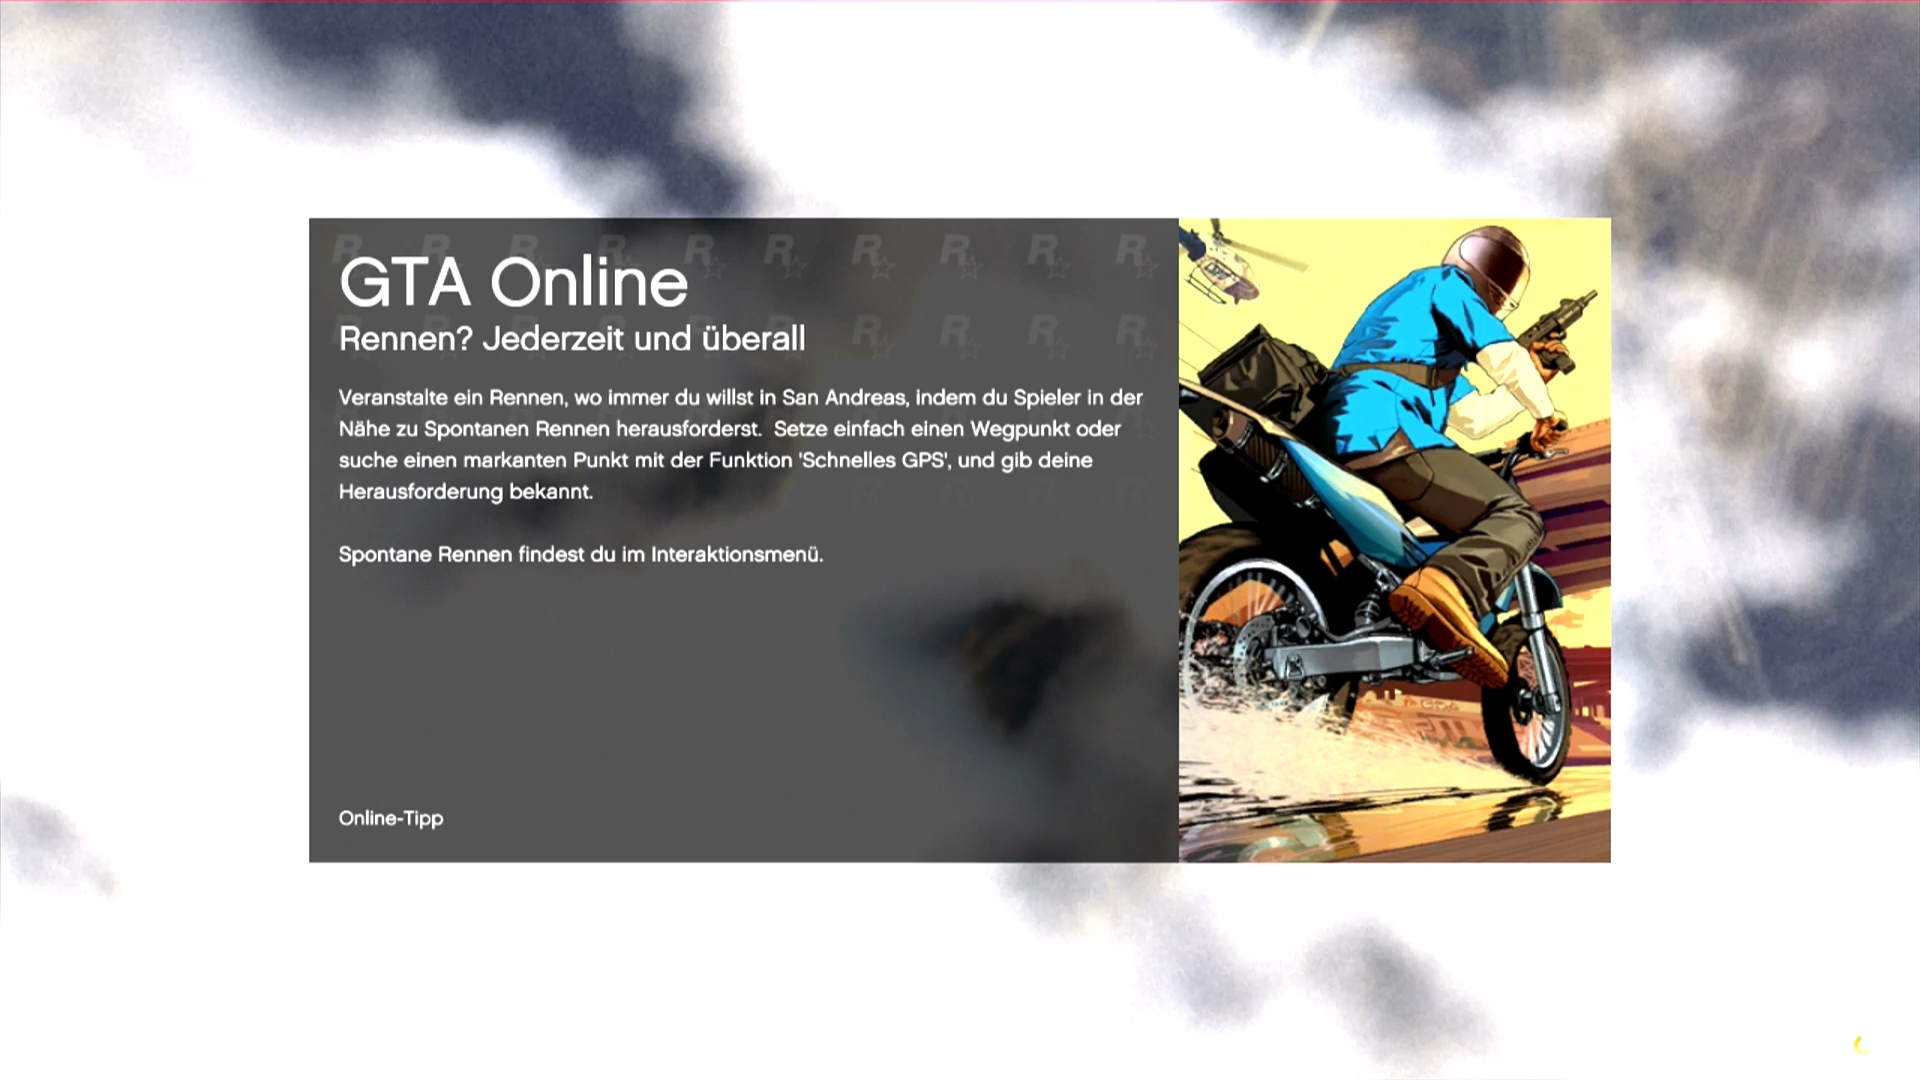 GTA Online
Rennen? Jederzeit und überall
Veranstalte ein Rennen, wo immer du willst in San Andreas, indem du Spieler in der
Nähe zu Spontanen Rennen herausforderst.  Setze einfach einen Wegpunkt oder
suche einen markanten Punkt mit der Funktion 'Schnelles GPS', und gib deine
Herausforderung bekannt.
Spontane Rennen findest du im Interaktionsmenü.
Online-Tipp